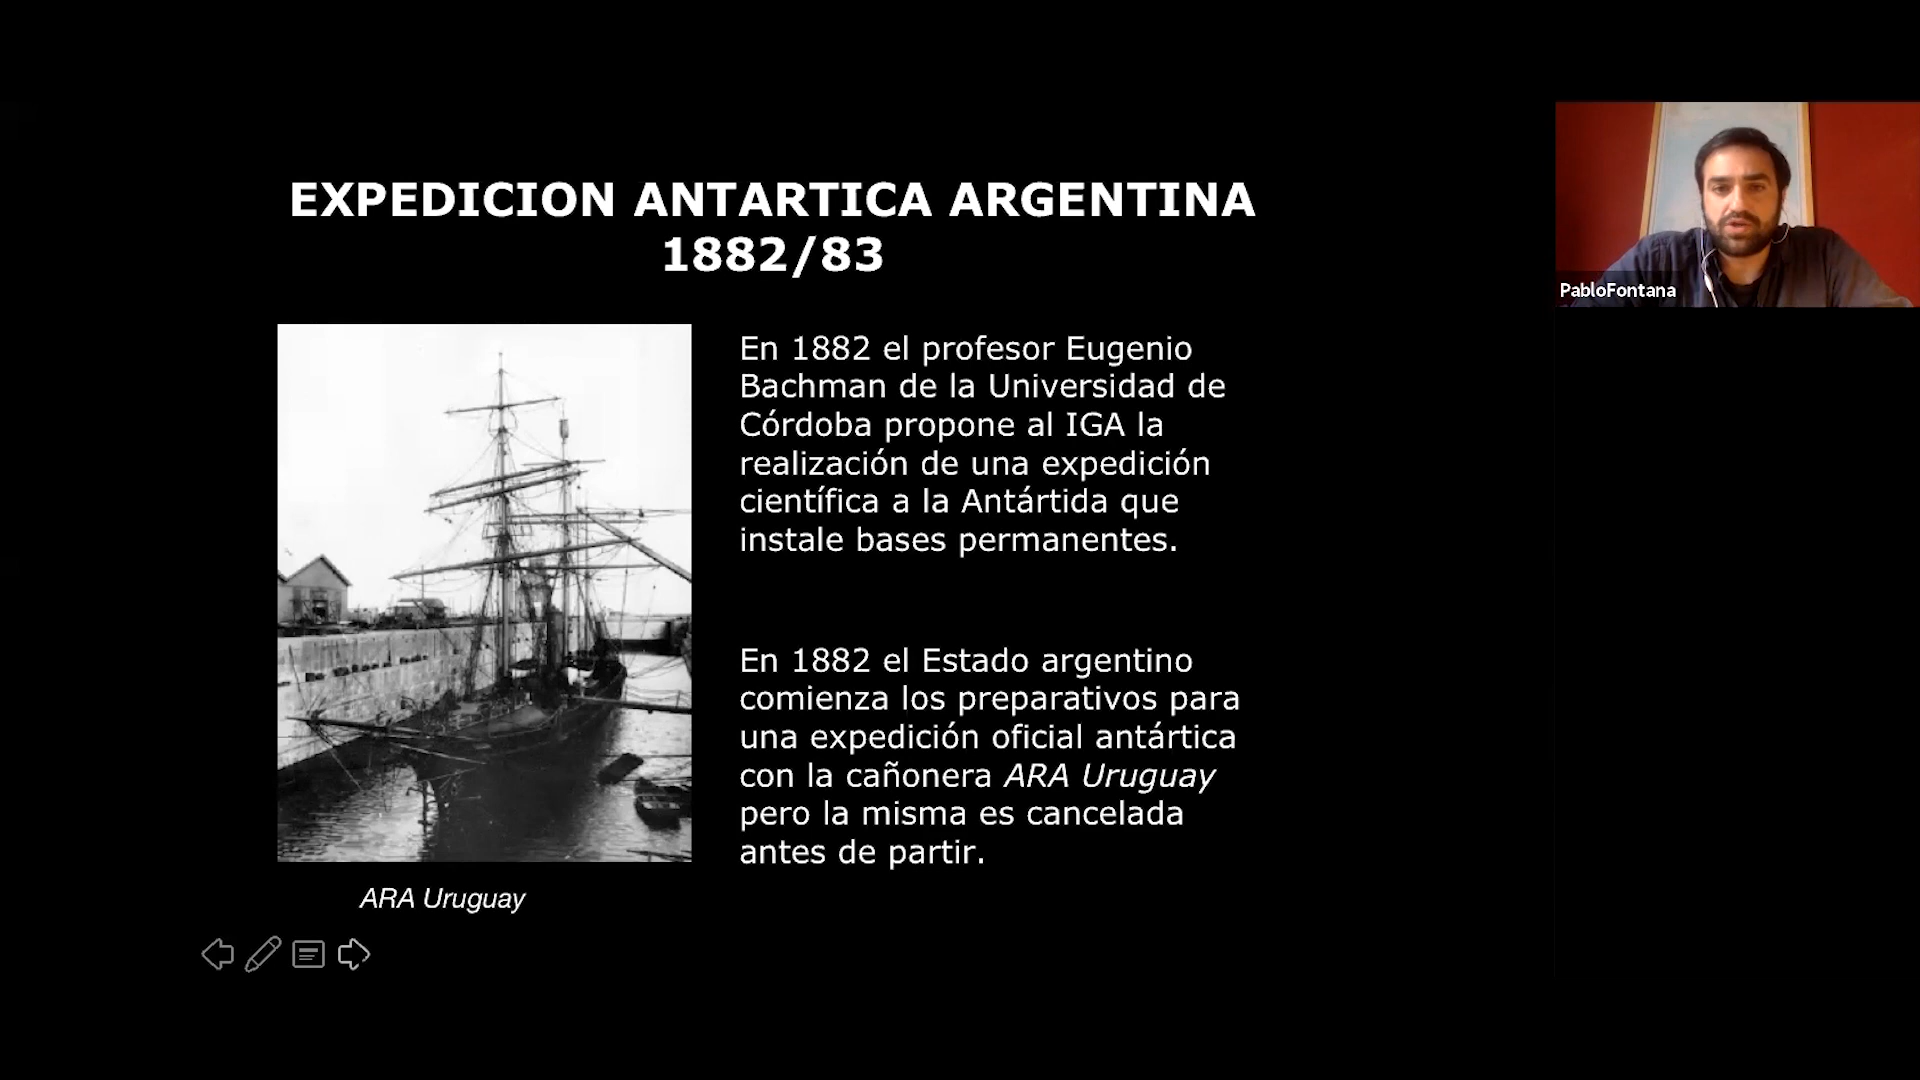 EXPEDICION ANTARTICA ARGENTINA
1882/83
PabloFontana
En 1882 el profesor Eugenio
Bachman de la Universidad de
Córdoba propone al IGA la
realización de una expedición
científica a la Antártida que
instale bases permanentes.
En 1882 el Estado argentino
comienza los preparativos para
una expedición oficial antártica
con la cañonera ARA Uruguay
pero la misma es cancelada
antes de partir.
ARA Uruguay